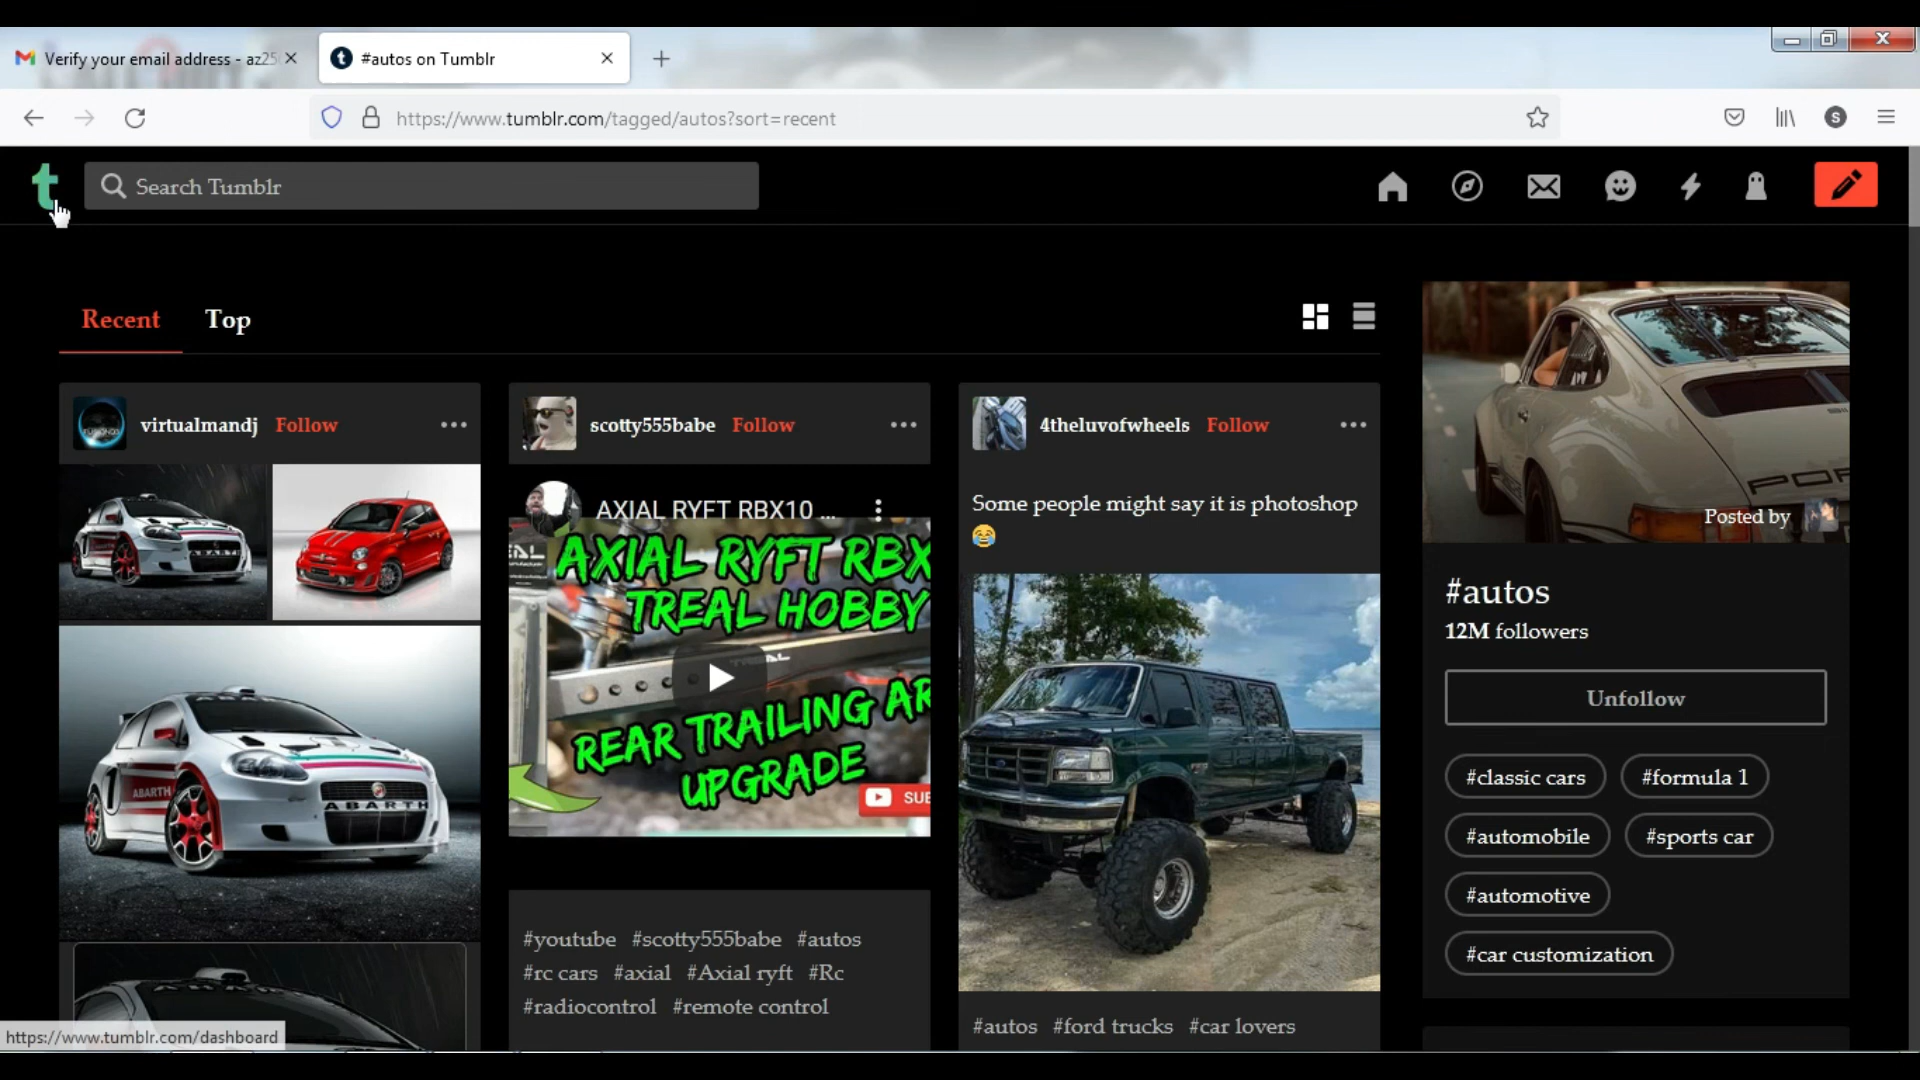 Verify your email address - az25
#autos on Tumblr
https://www.tumblr.com/tagged/autos?sort=recent
S
t
Search Tumblr
Recent
Top
virtualmandj Follow
scotty555babe Follow
4theluvofwheels Follow
ABARTH
ABARTH
AXIAL RYFT RBX10 ...
AXIAL RYFT RBX
TREAL HOBBY
REAR TRAILING AR
UPGRADE
SUB
Some people might say it is photoshop
😂
POR
Posted by
#autos
12M followers
Unfollow
#classic cars
#formula 1
#automobile
#sports car
#automotive
#car customization
#youtube #scotty555babe #autos
#rc cars #axial #Axial ryft #Rc
#radiocontrol #remote control
#autos #ford trucks #car lovers
https://www.tumblr.com/dashboard